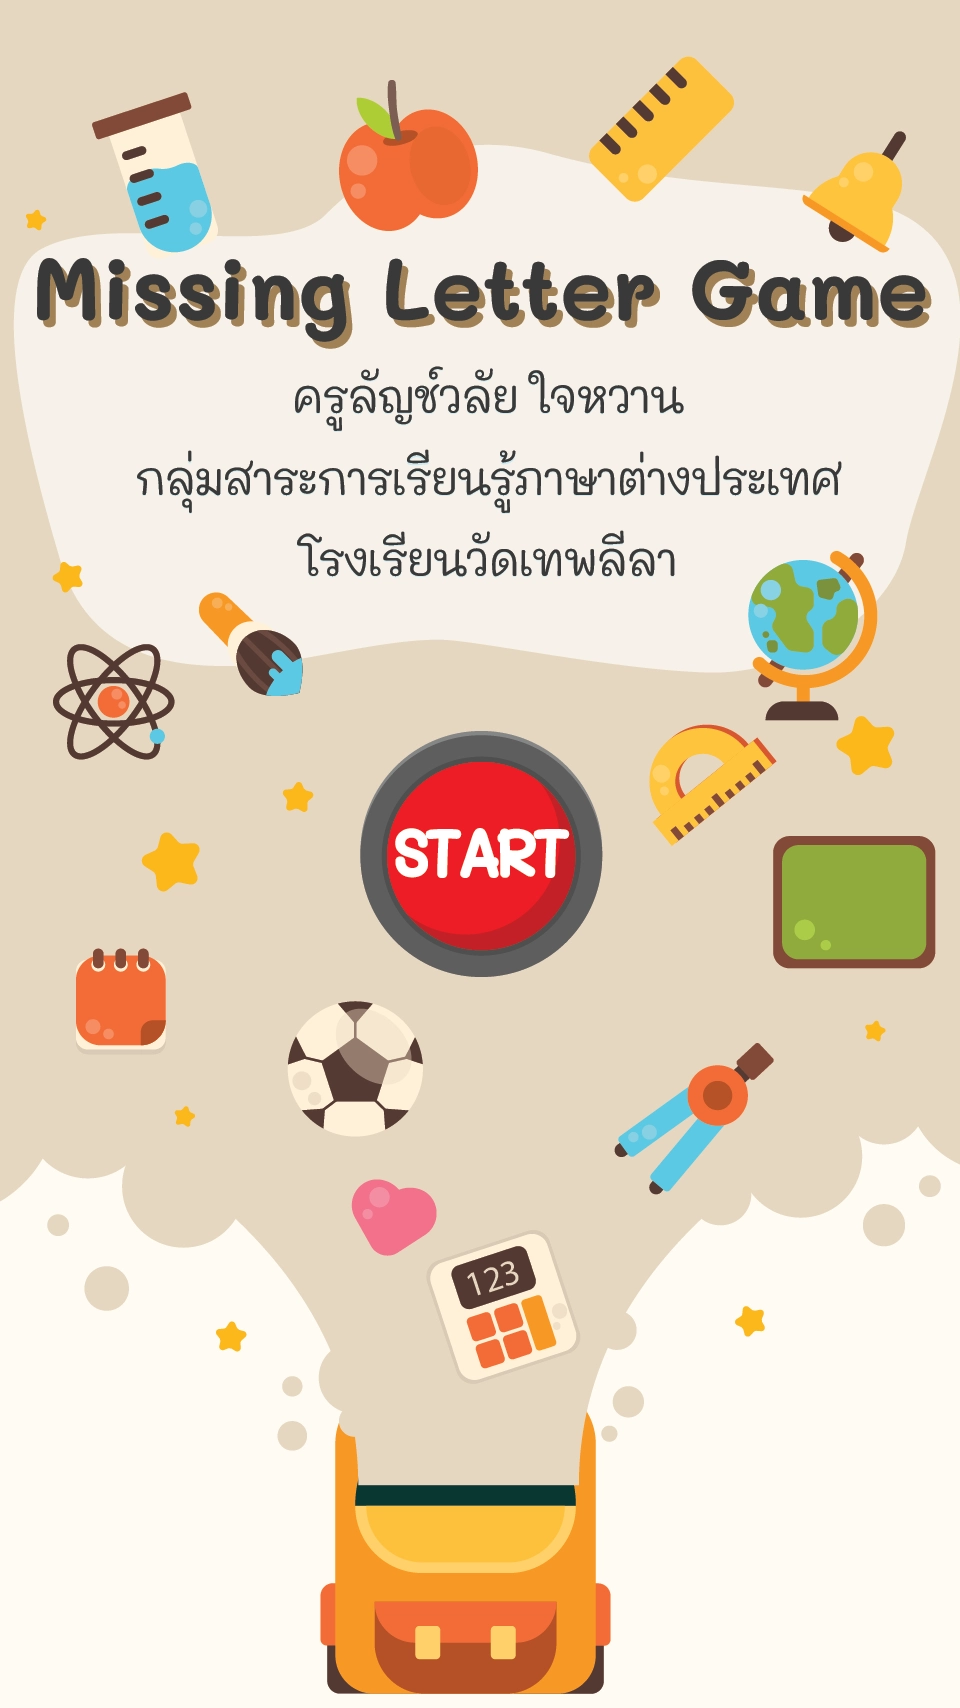 Missing Letter Game
ครูลัญช์วลัย ใจหวาน
กลุ่มสาระการเรียนรู้ภาษาต่างประเทศ
โรงเรียนวัดเทพลีลา
START
123